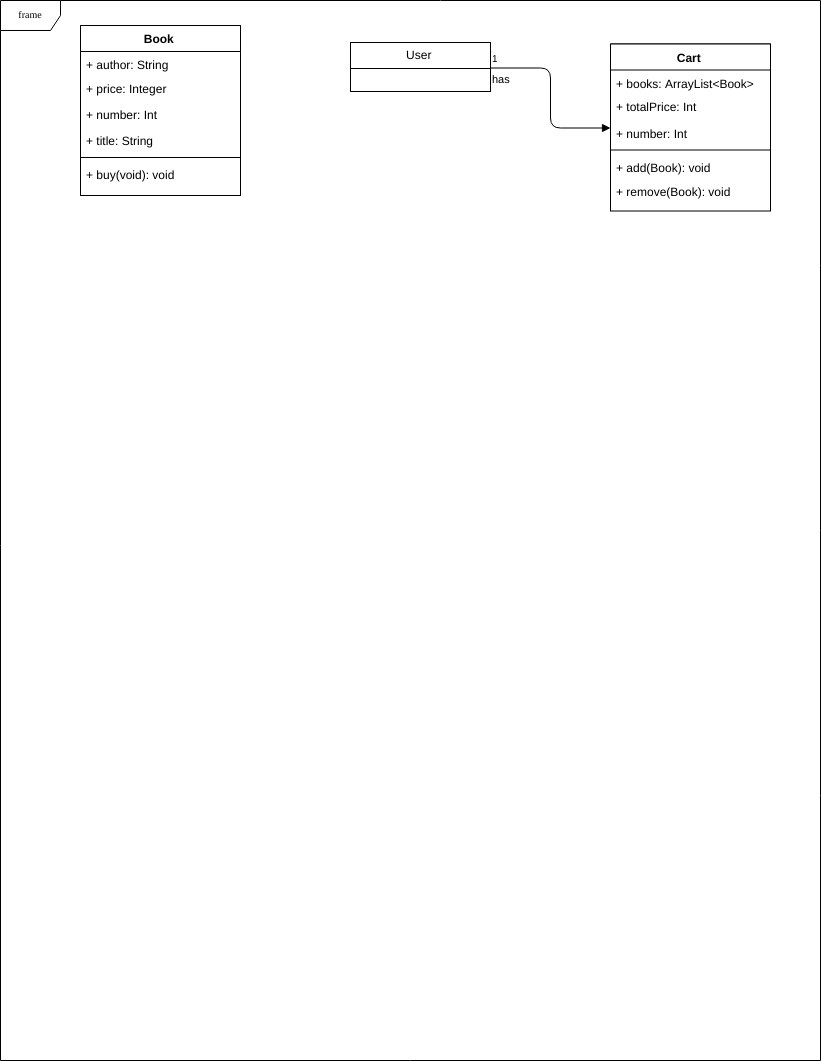 frame
Book
+ author: String
+ price: Integer
+ number: Int
+ title: String
+ buy(void): void
User
1
has
Cart
+ books: ArrayList<Book>
+ totalPrice: Int
+ number: Int
+ add(Book): void
+ remove(Book): void